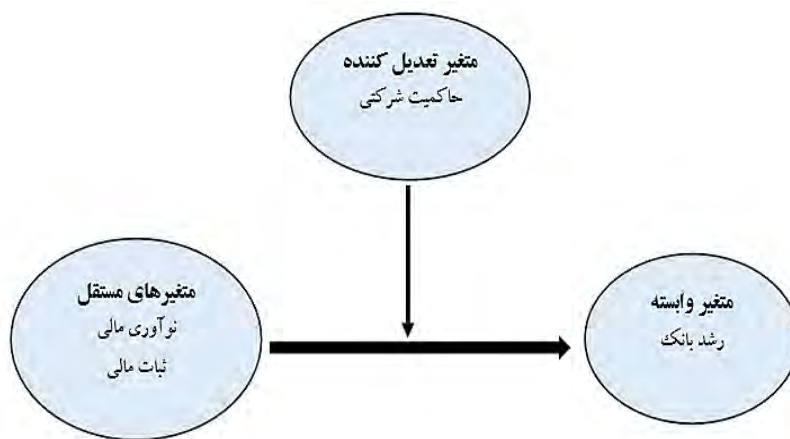 متغیر تعدیل کننده
حاکمیت شرکتی
متغیر وابسته
رشد بانک
متغیرهای مستقل
نوآوری مالی
ثبات مالی